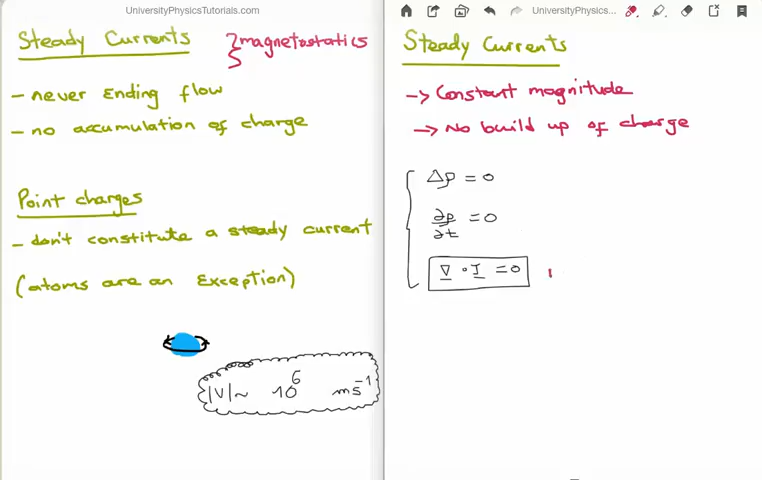 UniversityPhysicsTutorials.com
Steady Currents } magnetostatics
- never Ending flow
- no accumulation of charge
Point charges
- don't constitute a steady current
(atoms are an Exception)
|V| ~ 10⁶ ms⁻¹
UniversityPhysics...
Steady Currents
-> Constant magnitude
-> No build up of charge
Δρ = 0
∂ρ/∂t = 0
∇ · J = 0